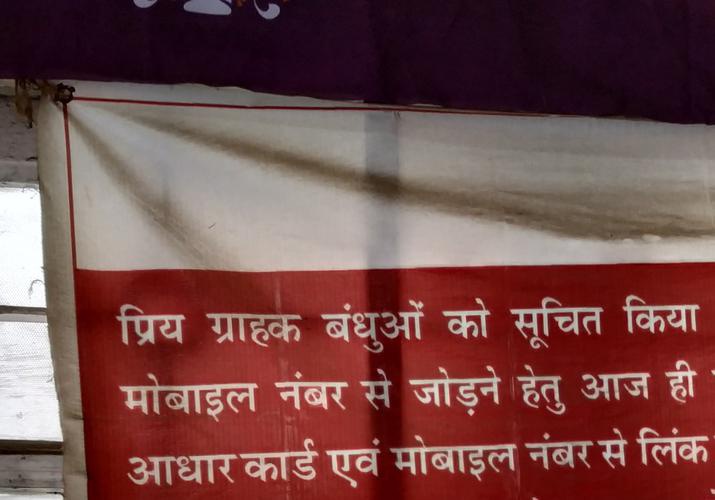 प्रिय ग्राहक बंधुओं को सूचित किया
मोबाइल नंबर से जोड़ने हेतु आज ही
आधार कार्ड एवं मोबाइल नंबर से लिंक